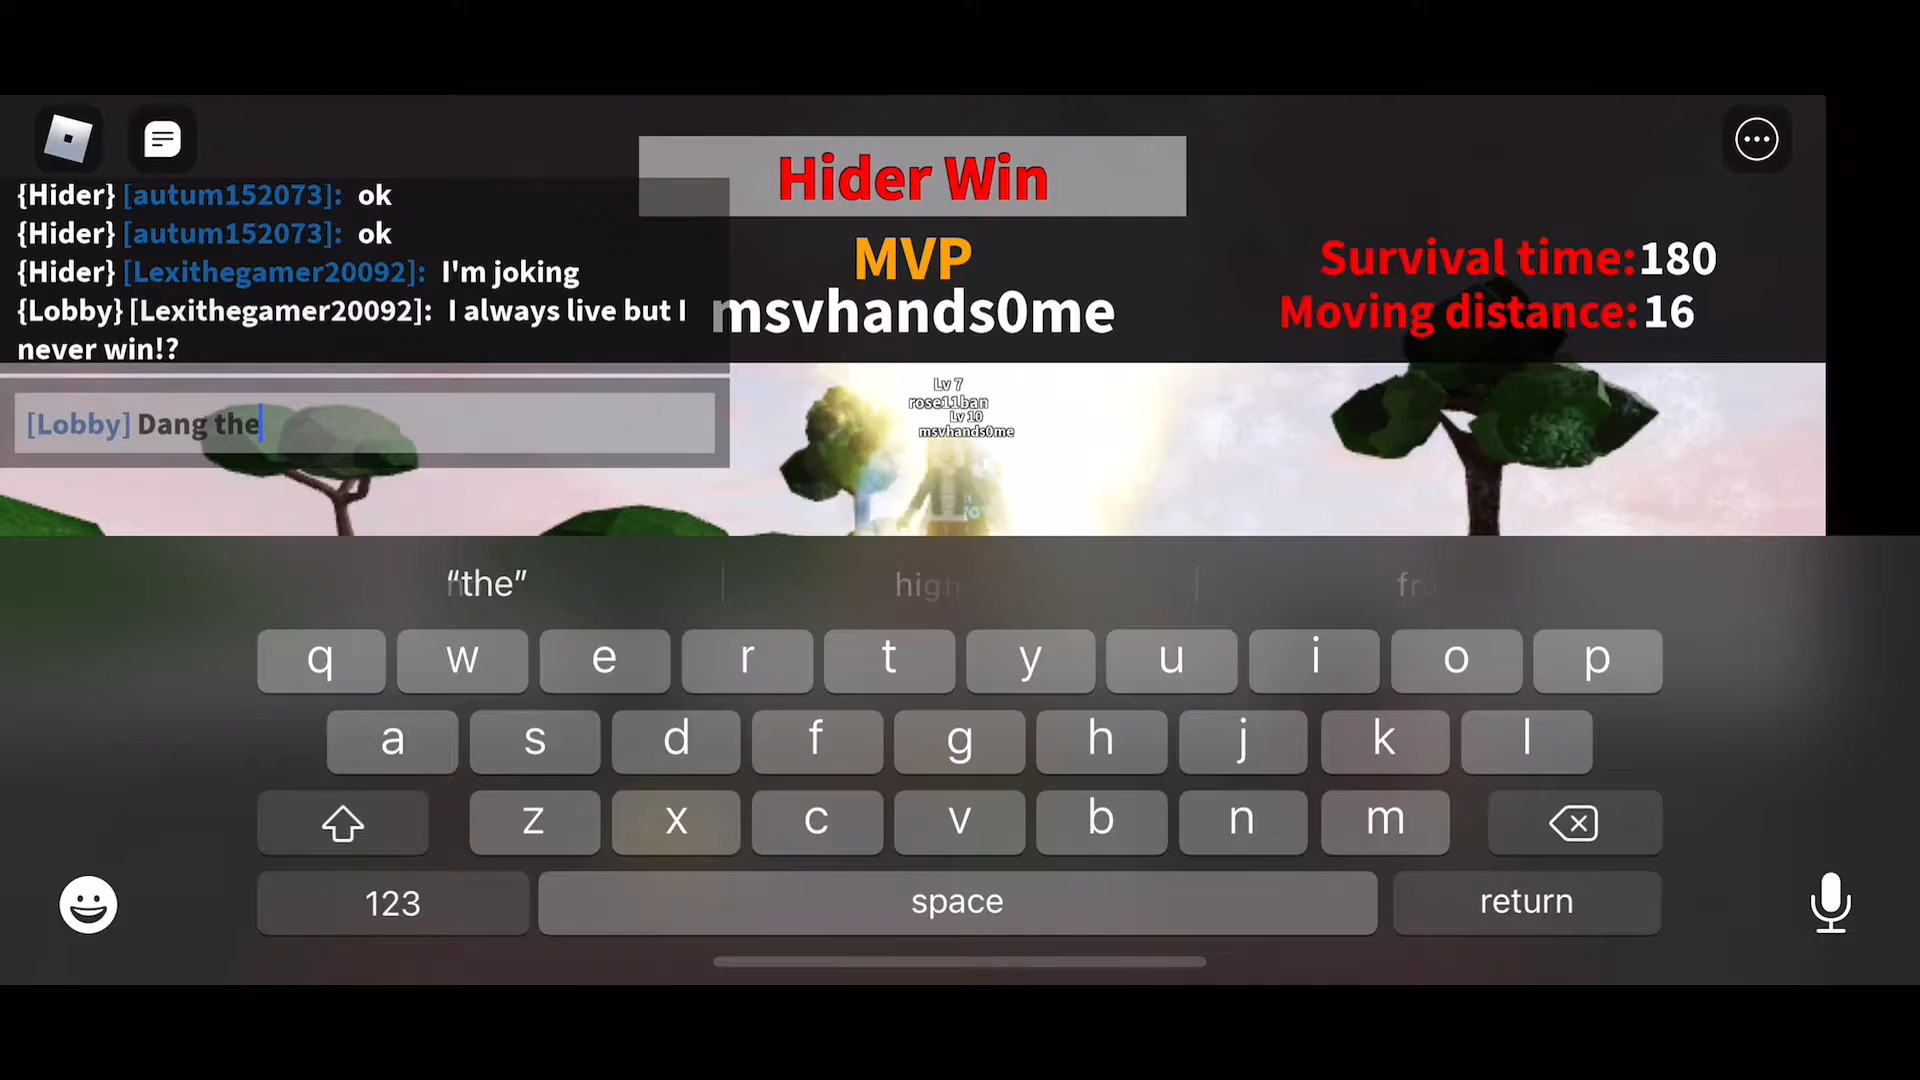 Hider Win
{Hider} [autum152073]: ok
{Hider} [autum152073]: ok
{Hider} [Lexithegamer20092]: I'm joking
{Lobby} [Lexithegamer20092]: I always live but I
never win!?
MVP
msvhands0me
Survival time:180
Moving distance:16
[Lobby] Dang the
Lv 7
rose11ban
Lv 10
msvhands0me
“the”
high
q w e r t y u i o p
a s d f g h j k l
z x c v b n m
123 space return